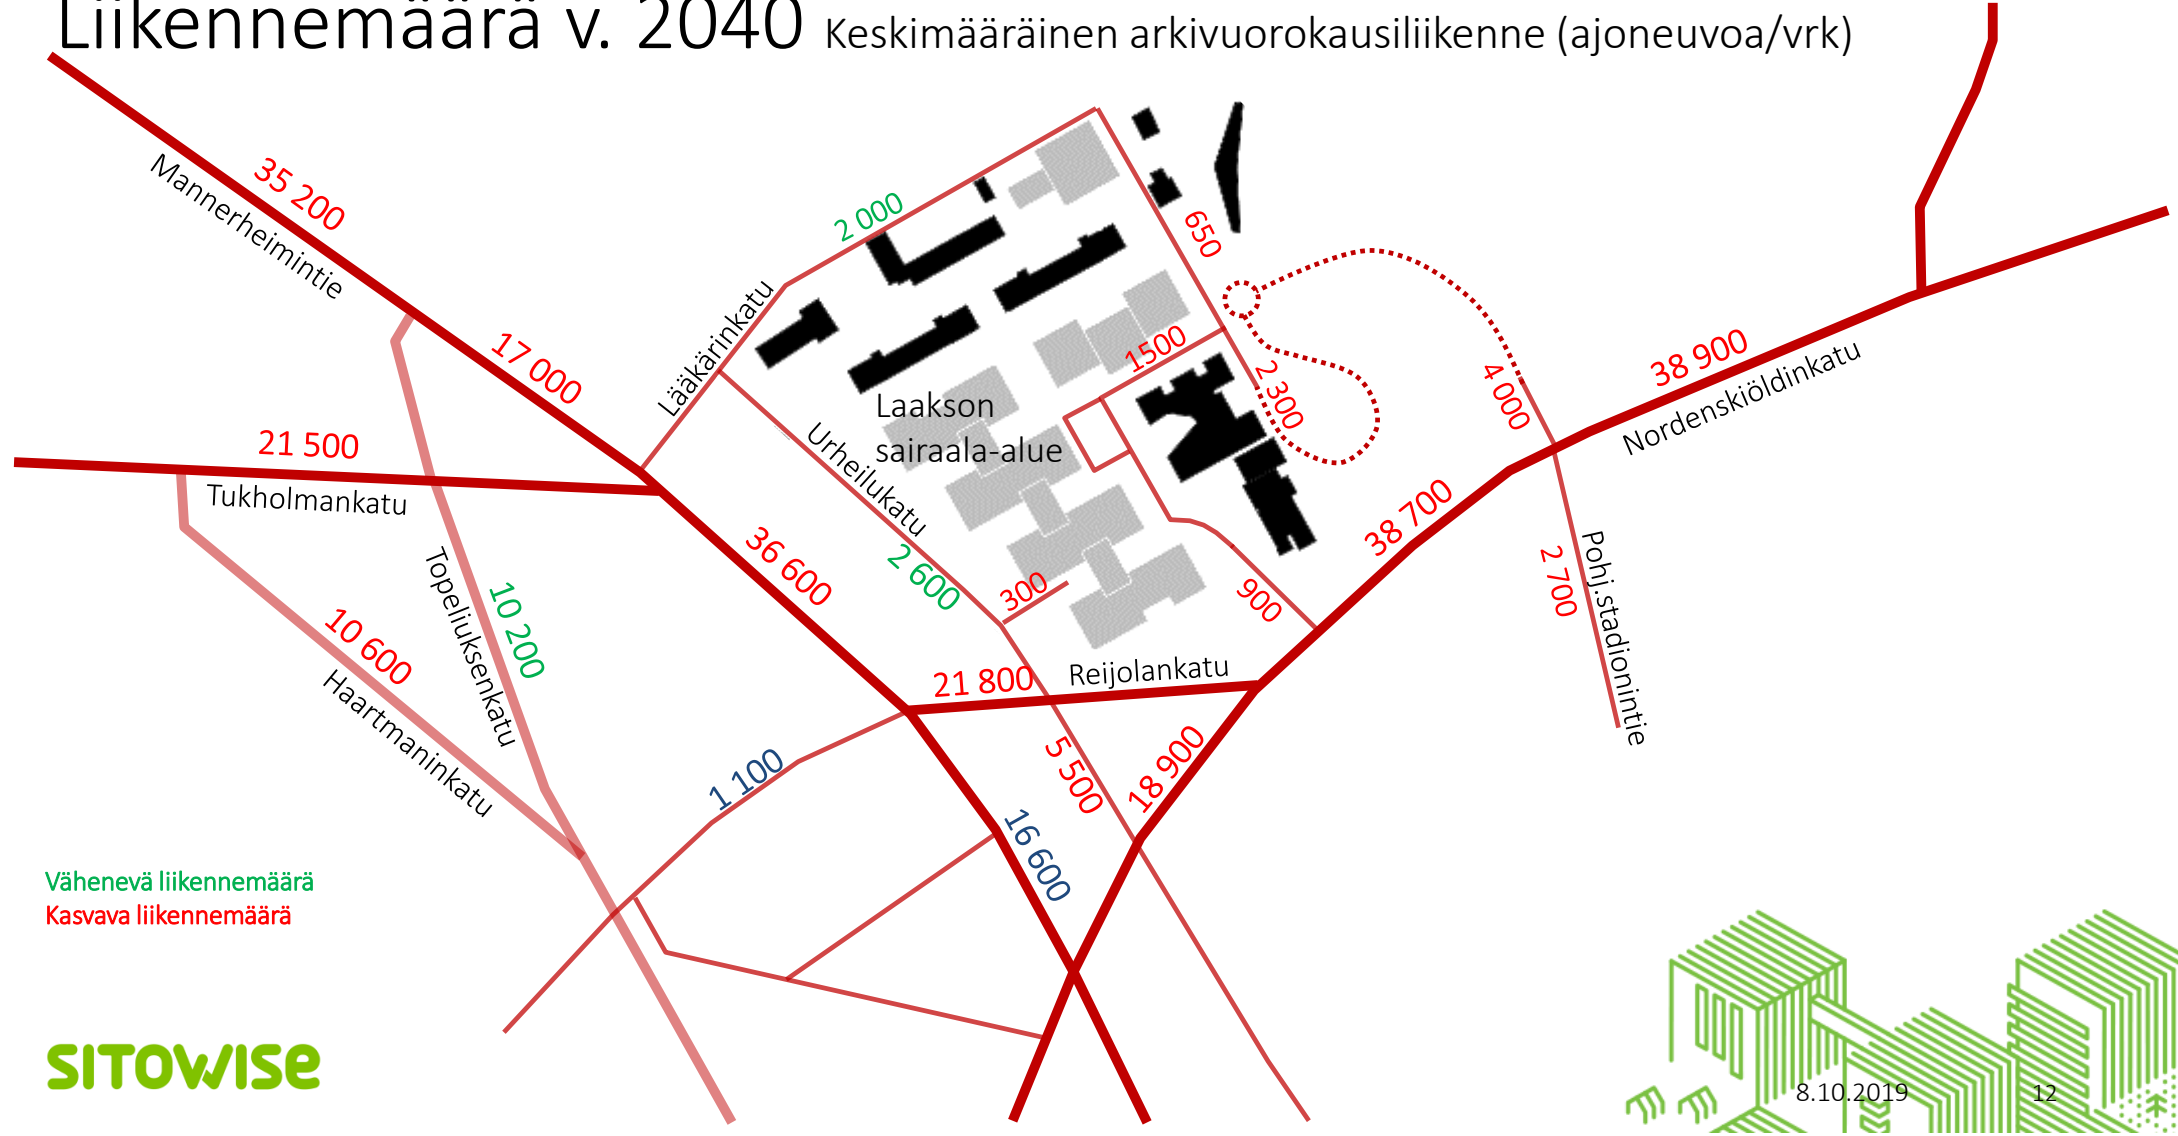 Liikennemäärä v. 2040 Keskimääräinen arkivuorokausiliikenne (ajoneuvoa/vrk)
35 200
Mannerheimintie
2 000
650
17 000
Lääkärinkatu
1500
2 300
4 000
38 900
Nordenskiöldinkatu
21 500
Tukholmankatu
Laakson
sairaala-alue
Urheilukatu
36 600
2 600
300
900
38 700
2 700
Pohj.stadionintie
Topeliuksenkatu
10 200
10 600
Haartmaninkatu
21 800
Reijolankatu
1 100
5 500
18 900
16 600
Vähenevä liikennemäärä
Kasvava liikennemäärä
SITOWISE
8.10.2019
12